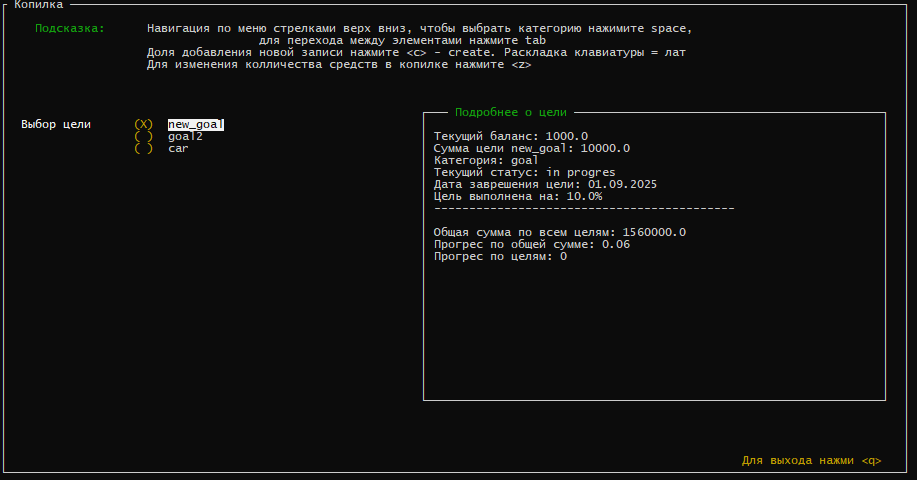 Копилка
Подсказка: Навигация по меню стрелками верх вниз, чтобы выбрать категорию нажимите space,
для перехода между элементами нажмите tab
Доля добавления новой записи нажмите <c> - create. Раскладка клавиатуры = лат
Для изменения колличества средств в копилке нажмите <z>
Выбор цели (X) new_goal
( ) goal2
( ) car
Подробнее о цели
Текущий баланс: 1000.0
Сумма цели new_goal: 10000.0
Категория: goal
Текущий статус: in progres
Дата заврешения цели: 01.09.2025
Цель выполнена на: 10.0%
-------------------------------------------
Общая сумма по всем целям: 1560000.0
Прогрес по общей сумме: 0.06
Прогрес по целям: 0
Для выхода нажми <q>